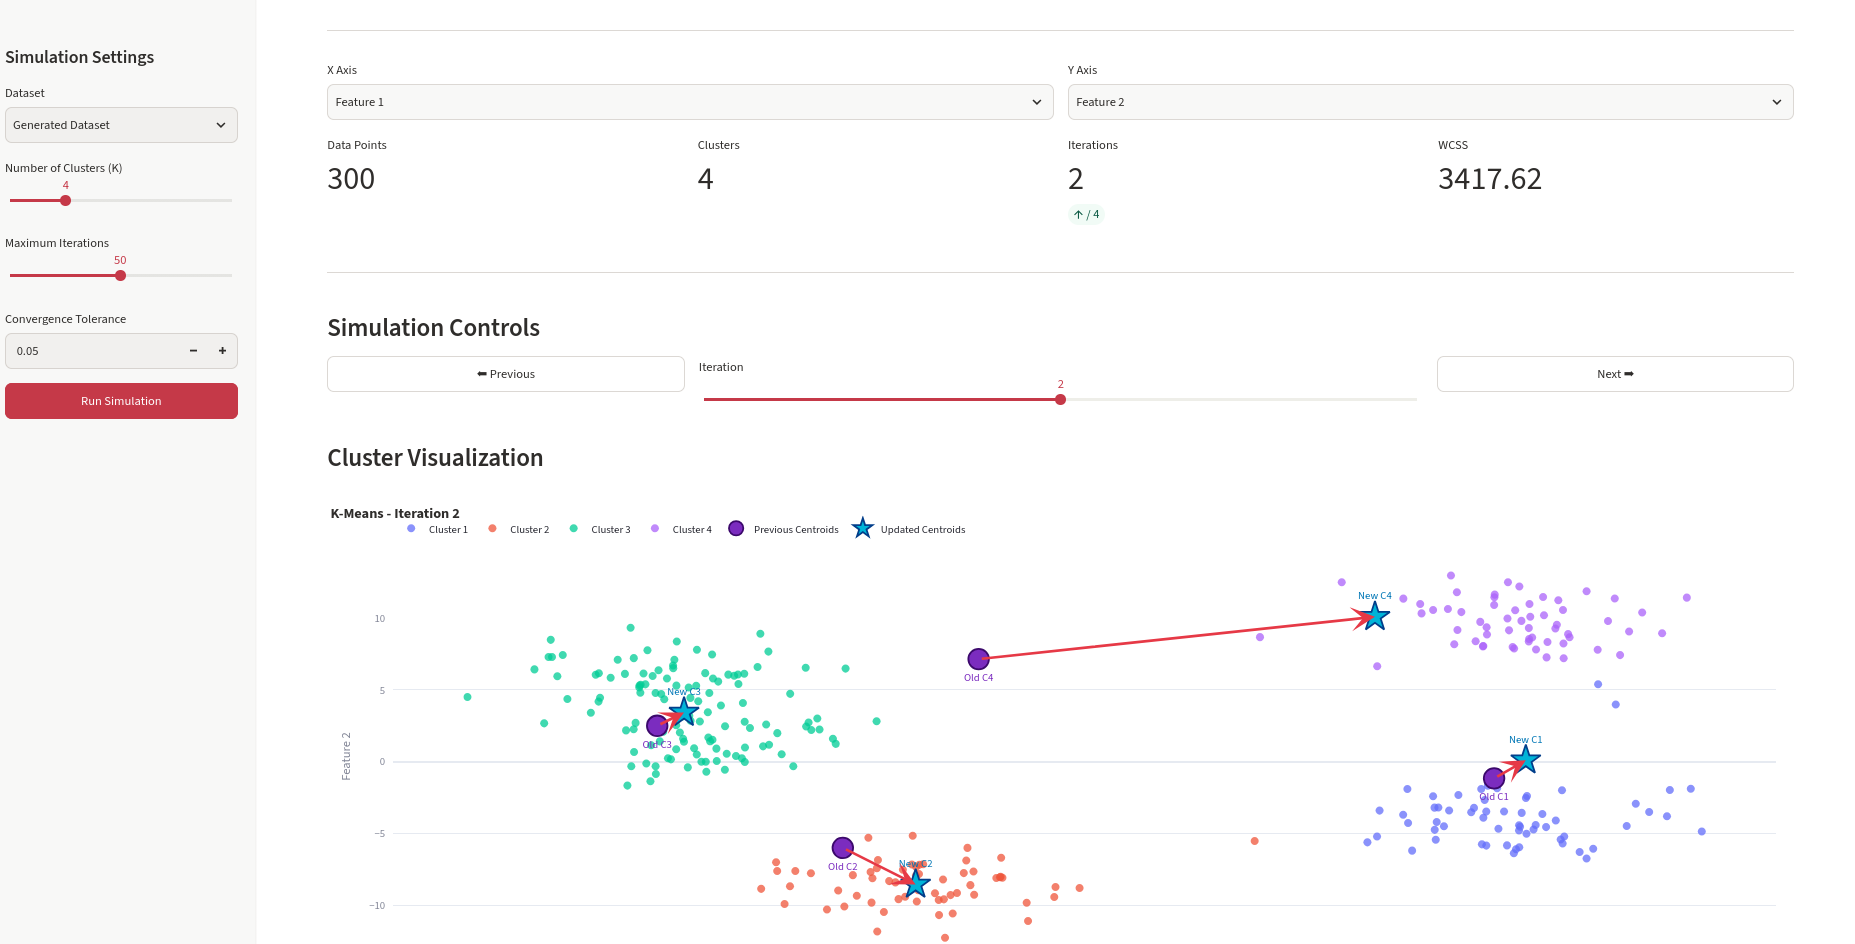 Simulation Settings
Dataset
Generated Dataset
Number of Clusters (K)
4
Maximum Iterations
50
Convergence Tolerance
0.05
Run Simulation
X Axis
Feature 1
Y Axis
Feature 2
Data Points
300
Clusters
4
Iterations
2
↑ / 4
WCSS
3417.62
Simulation Controls
⬅ Previous
Iteration
2
Next ➡
Cluster Visualization
K-Means - Iteration 2
Cluster 1
Cluster 2
Cluster 3
Cluster 4
Previous Centroids
Updated Centroids
Feature 2
10
5
0
−5
−10
New C4
Old C4
New C3
Old C3
New C1
Old C1
Old C2
New C2